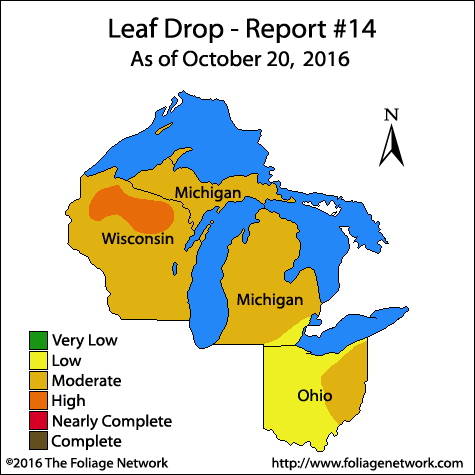 Leaf Drop - Report #14
As of October 20, 2016
N
Michigan
Wisconsin
Michigan
Ohio
Very Low
Low
Moderate
High
Nearly Complete
Complete
©2016 The Foliage Network
http://www.foliagenetwork.com